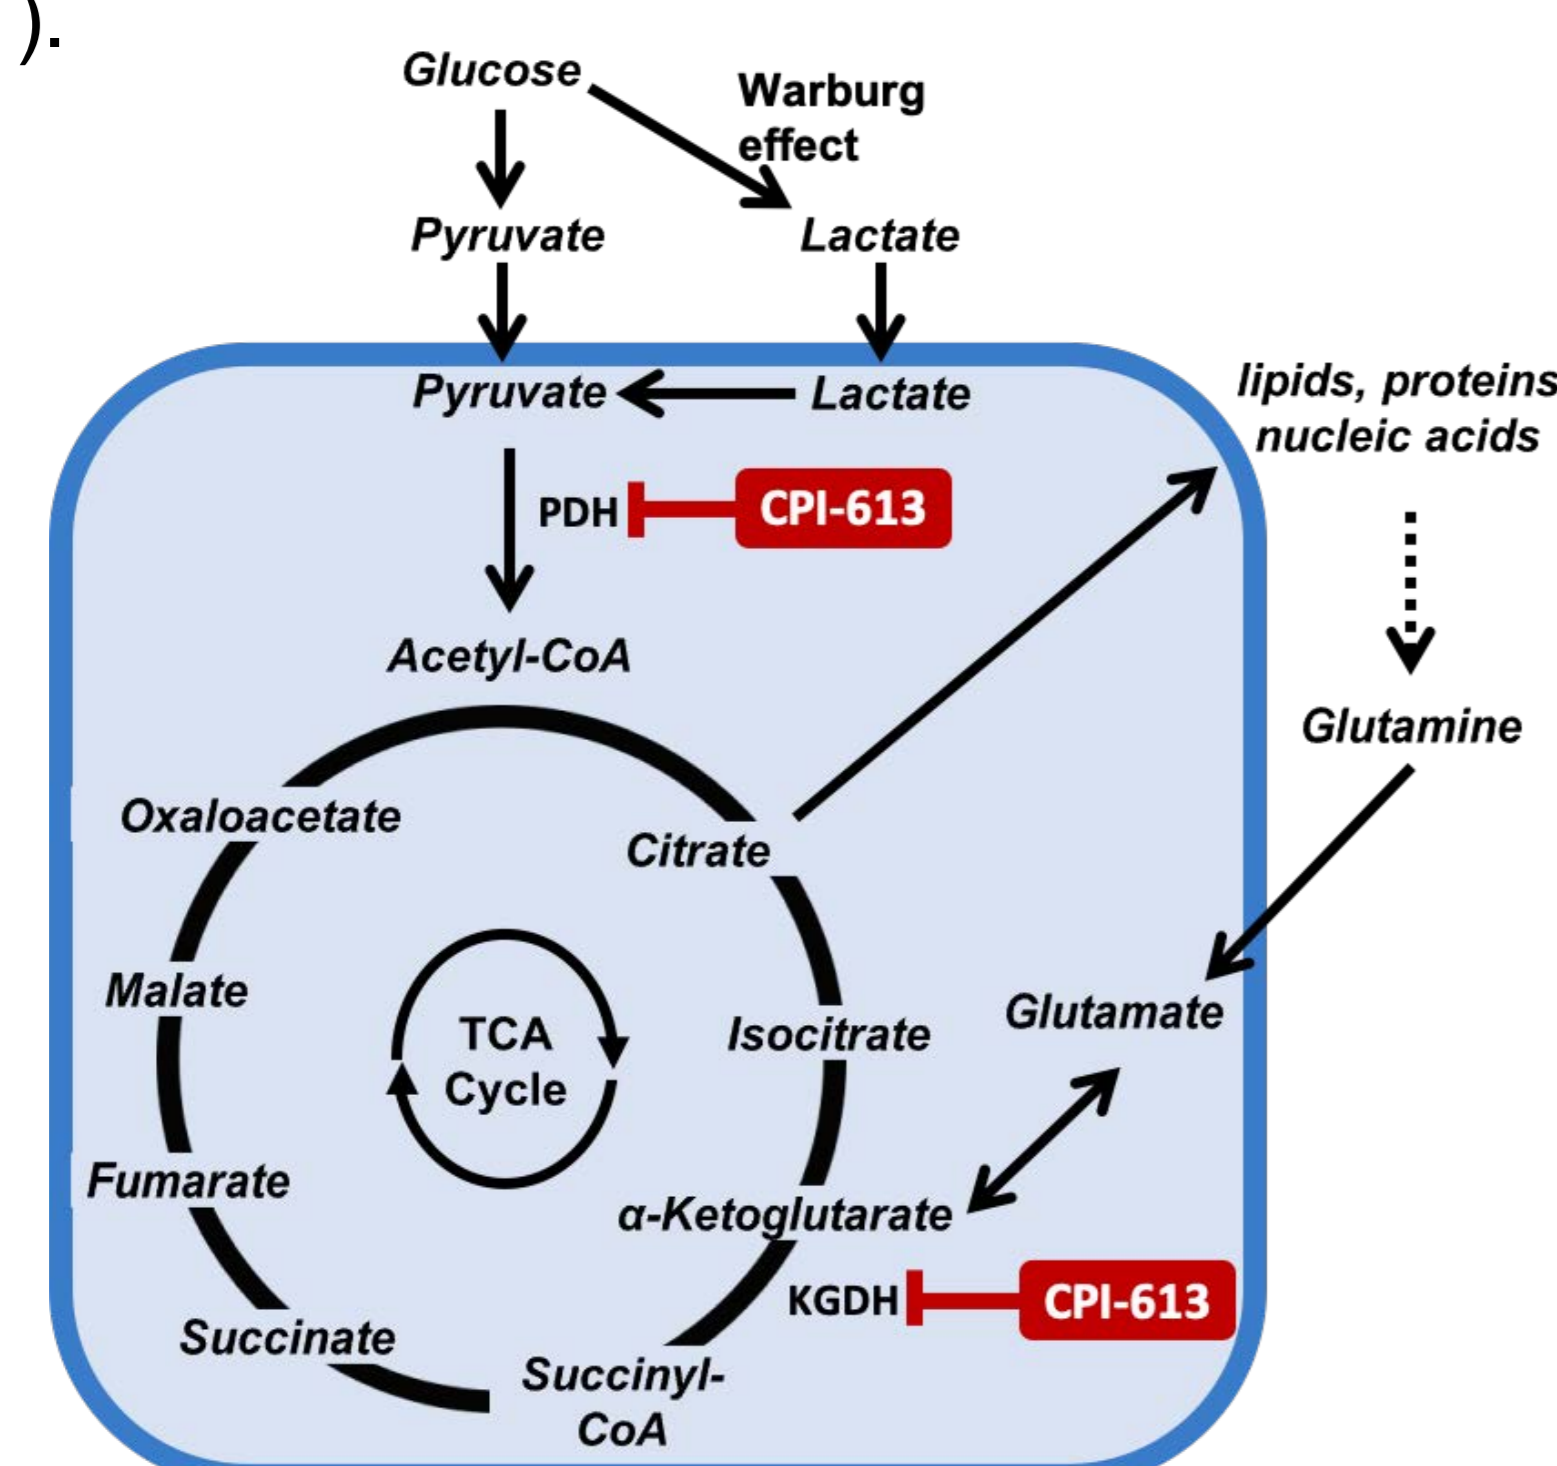 ).
Glucose
Warburg
effect
Pyruvate
Lactate
Pyruvate
Lactate
lipids, proteins
nucleic acids
PDH
CPI-613
Acetyl-CoA
Glutamine
Oxaloacetate
Citrate
Malate
TCA
Cycle
Isocitrate
Glutamate
Fumarate
α-Ketoglutarate
KGDH
CPI-613
Succinate
Succinyl-
CoA